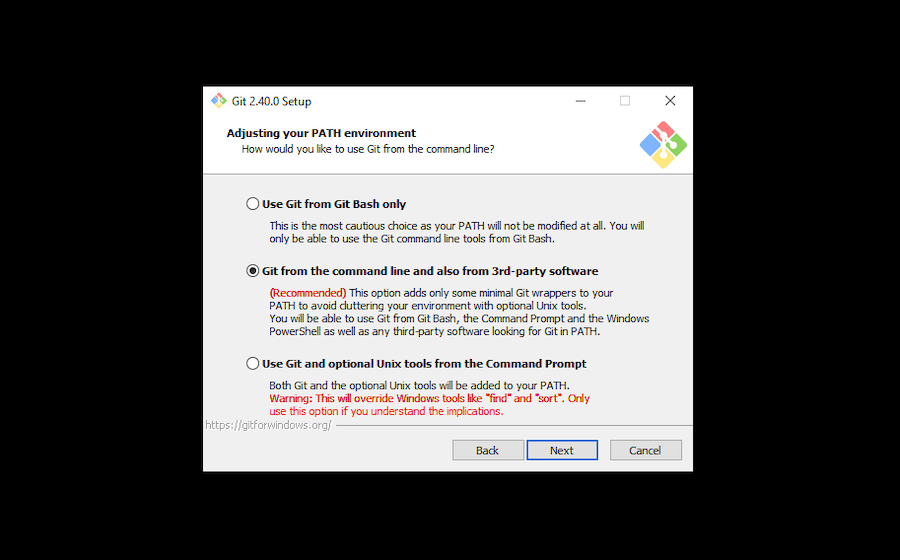 Git 2.40.0 Setup
Adjusting your PATH environment
How would you like to use Git from the command line?
Use Git from Git Bash only
This is the most cautious choice as your PATH will not be modified at all. You will
only be able to use the Git command line tools from Git Bash.
Git from the command line and also from 3rd-party software
(Recommended) This option adds only some minimal Git wrappers to your
PATH to avoid cluttering your environment with optional Unix tools.
You will be able to use Git from Git Bash, the Command Prompt and the Windows
PowerShell as well as any third-party software looking for Git in PATH.
Use Git and optional Unix tools from the Command Prompt
Both Git and the optional Unix tools will be added to your PATH.
Warning: This will override Windows tools like "find" and "sort". Only
use this option if you understand the implications.
https://gitforwindows.org/
Back Next Cancel